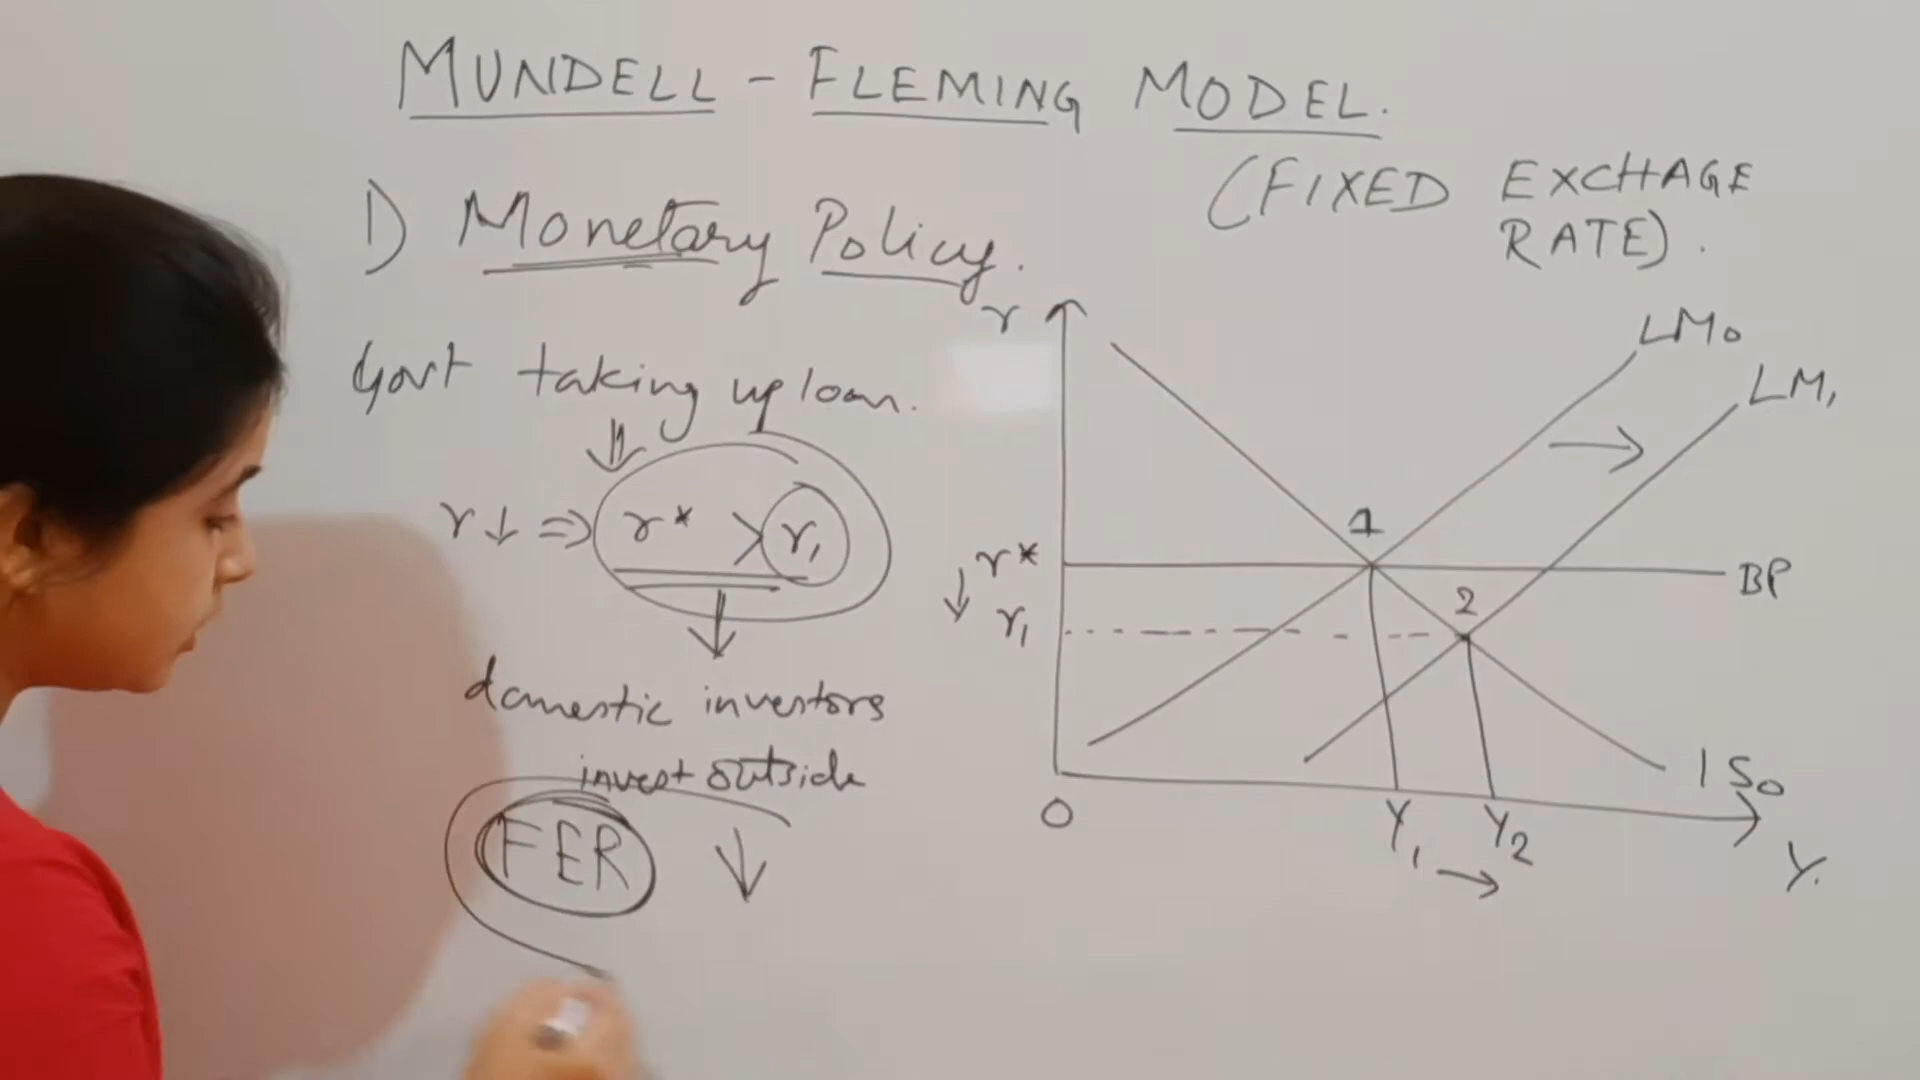 MUNDELL - FLEMING MODEL.
(FIXED EXCHAGE
RATE).
1) Monetary Policy.
Govt taking up loan.
r ↓ ⇒ r* > r₁
domestic investors
invest outside
FER ↓
r
LM₀
LM₁
→
1
r*
BP
↓
2
r₁
IS₀
0
Y₁ → Y₂
Y.